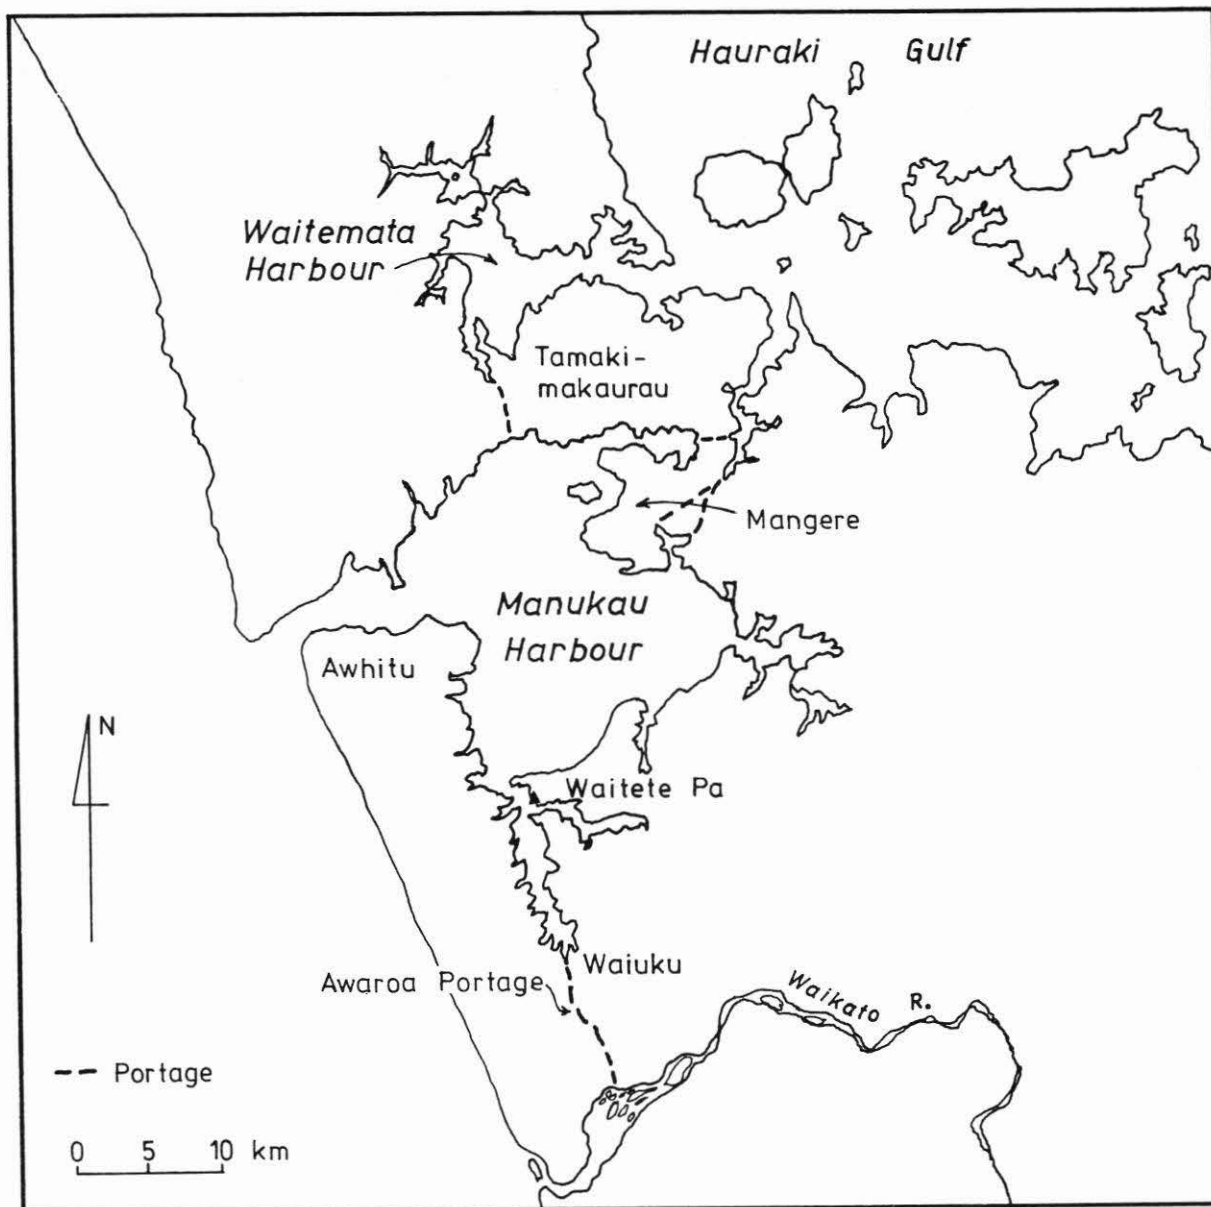 Hauraki Gulf
Waitemata
Harbour
Tamaki-
makaurau
Mangere
Manukau
Harbour
Awhitu
N
Waitete Pa
Waiuku
Awaroa Portage
Waikato R.
Portage
0 5 10 km